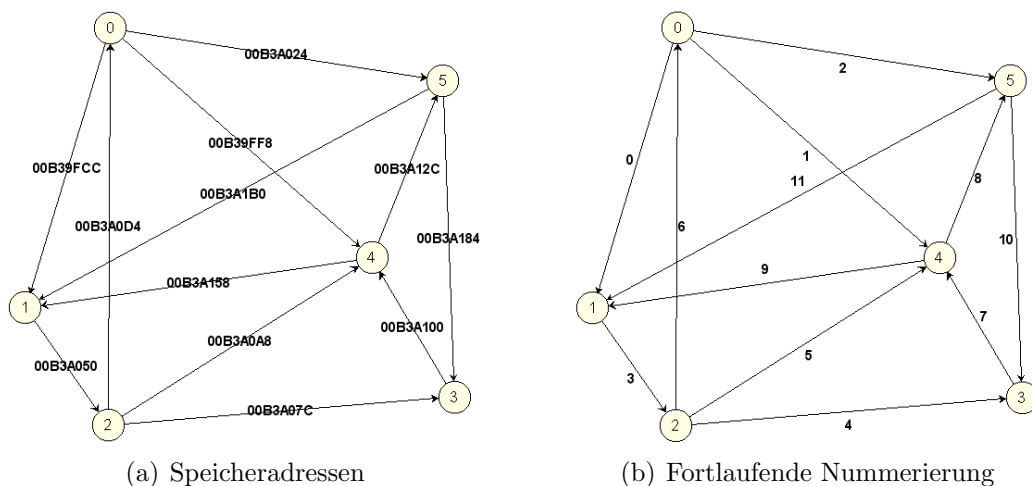 0
00B3A024
5
00B39FF8
00B39FCC
00B3A12C
00B3A1B0
00B3A0D4
00B3A184
4
00B3A158
1
00B3A100
00B3A0A8
00B3A050
3
00B3A07C
2
(a) Speicheradressen
0
2
5
1
0
8
11
6
10
4
9
1
7
5
3
3
4
2
(b) Fortlaufende Nummerierung